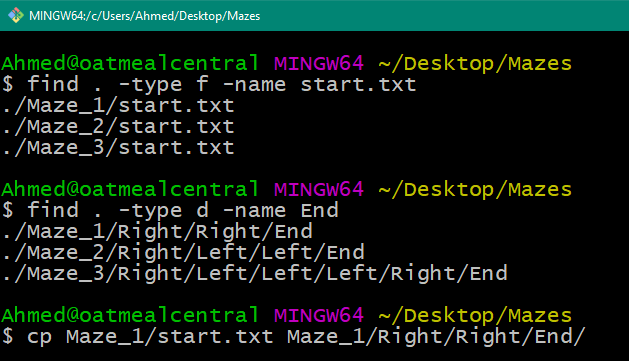 MINGW64:/c/Users/Ahmed/Desktop/Mazes
Ahmed@oatmealcentral MINGW64 ~/Desktop/Mazes
$ find . -type f -name start.txt
./Maze_1/start.txt
./Maze_2/start.txt
./Maze_3/start.txt
Ahmed@oatmealcentral MINGW64 ~/Desktop/Mazes
$ find . -type d -name End
./Maze_1/Right/Right/End
./Maze_2/Right/Left/Left/End
./Maze_3/Right/Left/Left/Left/Right/End
Ahmed@oatmealcentral MINGW64 ~/Desktop/Mazes
$ cp Maze_1/start.txt Maze_1/Right/Right/End/